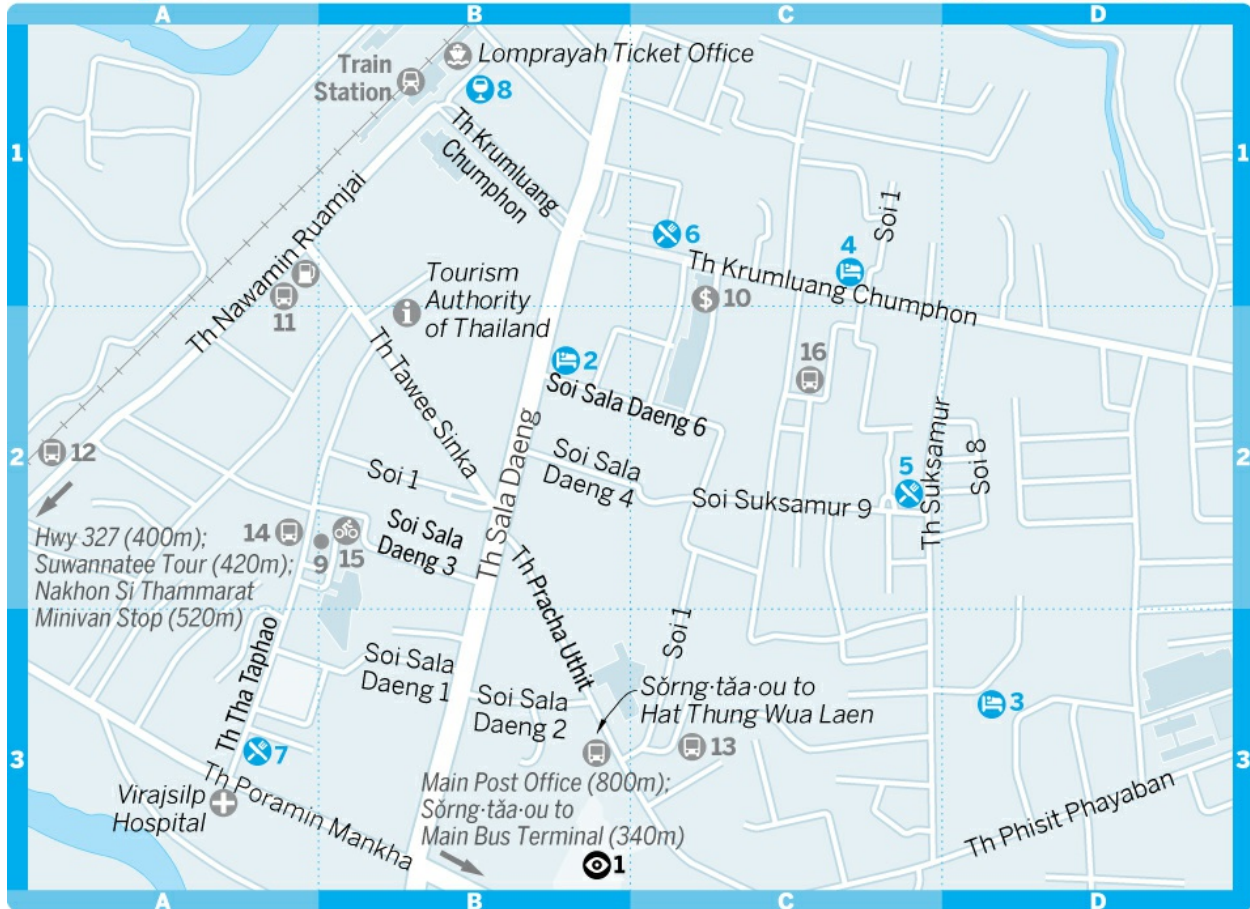 A
B
C
D
Lomprayah Ticket Office
Train
Station
8
Th Krumluang
Chumphon
1
1
Th Nawamin Ruamjai
Soi 1
6
4
Th Krumluang Chumphon
Tourism
Authority
of Thailand
$ 10
11
Th Tawee Sinka
2
16
Soi Sala Daeng 6
Th Sala Daeng
12
2
2
Soi 1
Soi Sala
Daeng 4
Soi Suksamur 9
5
Th Suksamur
Soi 8
Hwy 327 (400m);
Suwannatee Tour (420m);
Nakhon Si Thammarat
Minivan Stop (520m)
14
9
15
Soi Sala
Daeng 3
Th Pracha Uthit
Soi 1
Th Tha Taphao
Soi Sala
Daeng 1
Soi Sala
Daeng 2
Sŏrng·tăa·ou to
Hat Thung Wua Laen
3
7
13
3
3
Th Poramin Mankha
Virajsilp
Hospital
Main Post Office (800m);
Sŏrng·tăa·ou to
Main Bus Terminal (340m)
Th Phisit Phayaban
1
A
B
C
D